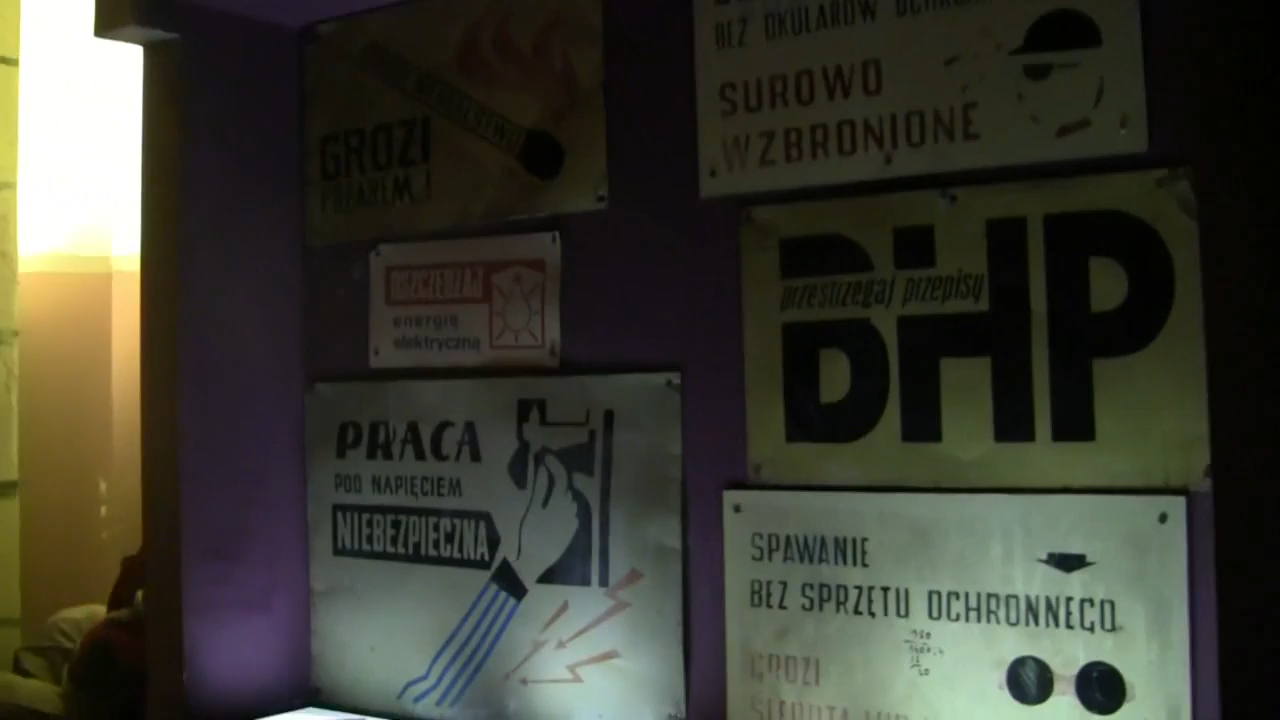 GROZI
POŻAREM!
OSZCZĘDZAJ
energię
elektryczną
PRACA
POD NAPIĘCIEM
NIEBEZPIECZNA
BEZ OKULARÓW
SUROWO
WZBRONIONE
BHP
przestrzegaj przepisy
SPAWANIE
BEZ SPRZĘTU OCHRONNEGO
GROZI